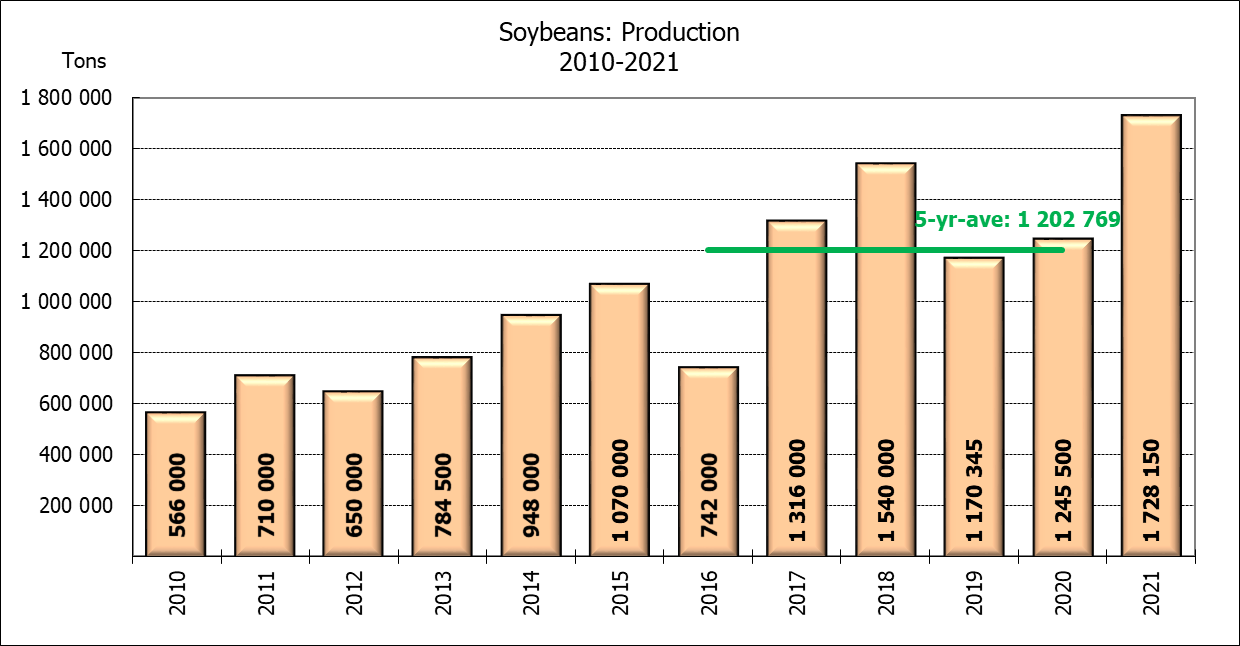 Soybeans: Production
2010-2021
Tons
1 800 000
1 600 000
1 400 000
1 200 000
1 000 000
800 000
600 000
400 000
200 000
5-yr-ave: 1 202 769
566 000
710 000
650 000
784 500
948 000
1 070 000
742 000
1 316 000
1 540 000
1 170 345
1 245 500
1 728 150
2010
2011
2012
2013
2014
2015
2016
2017
2018
2019
2020
2021